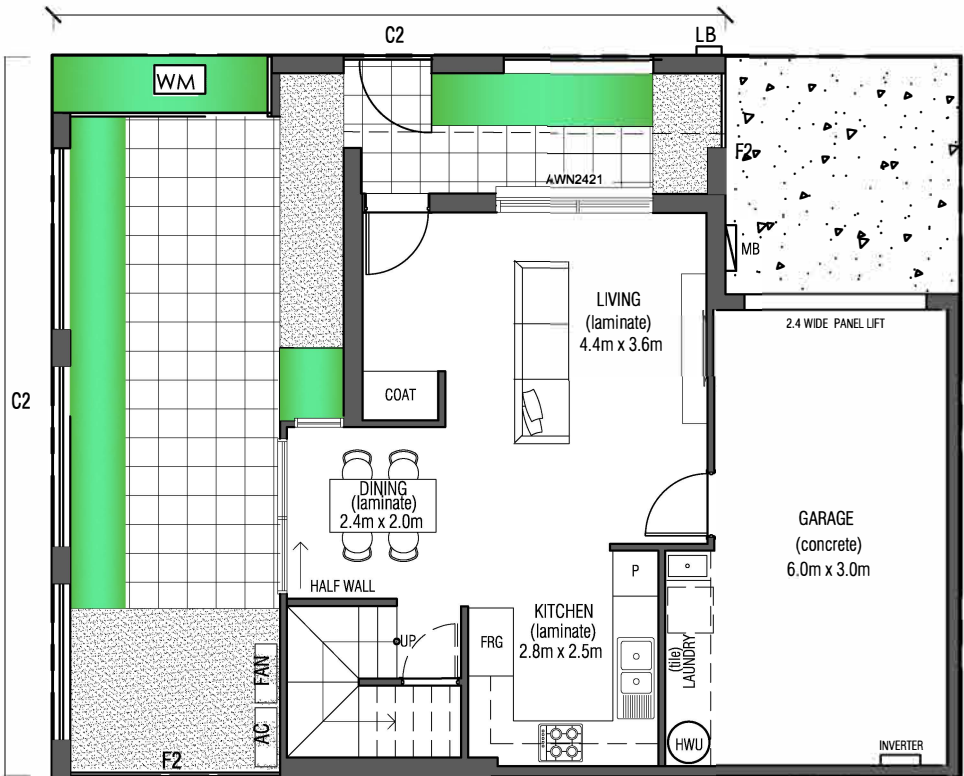 C2
LB
WM
F2
AWN2421
MB
LIVING
(laminate)
4.4m x 3.6m
2.4 WIDE PANEL LIFT
COAT
C2
DINING
(laminate)
2.4m x 2.0m
GARAGE
(concrete)
6.0m x 3.0m
HALF WALL
P
UP
FRG
KITCHEN
(laminate)
2.8m x 2.5m
(tile)
LAUNDRY
FAN
AC
HWU
F2
INVERTER